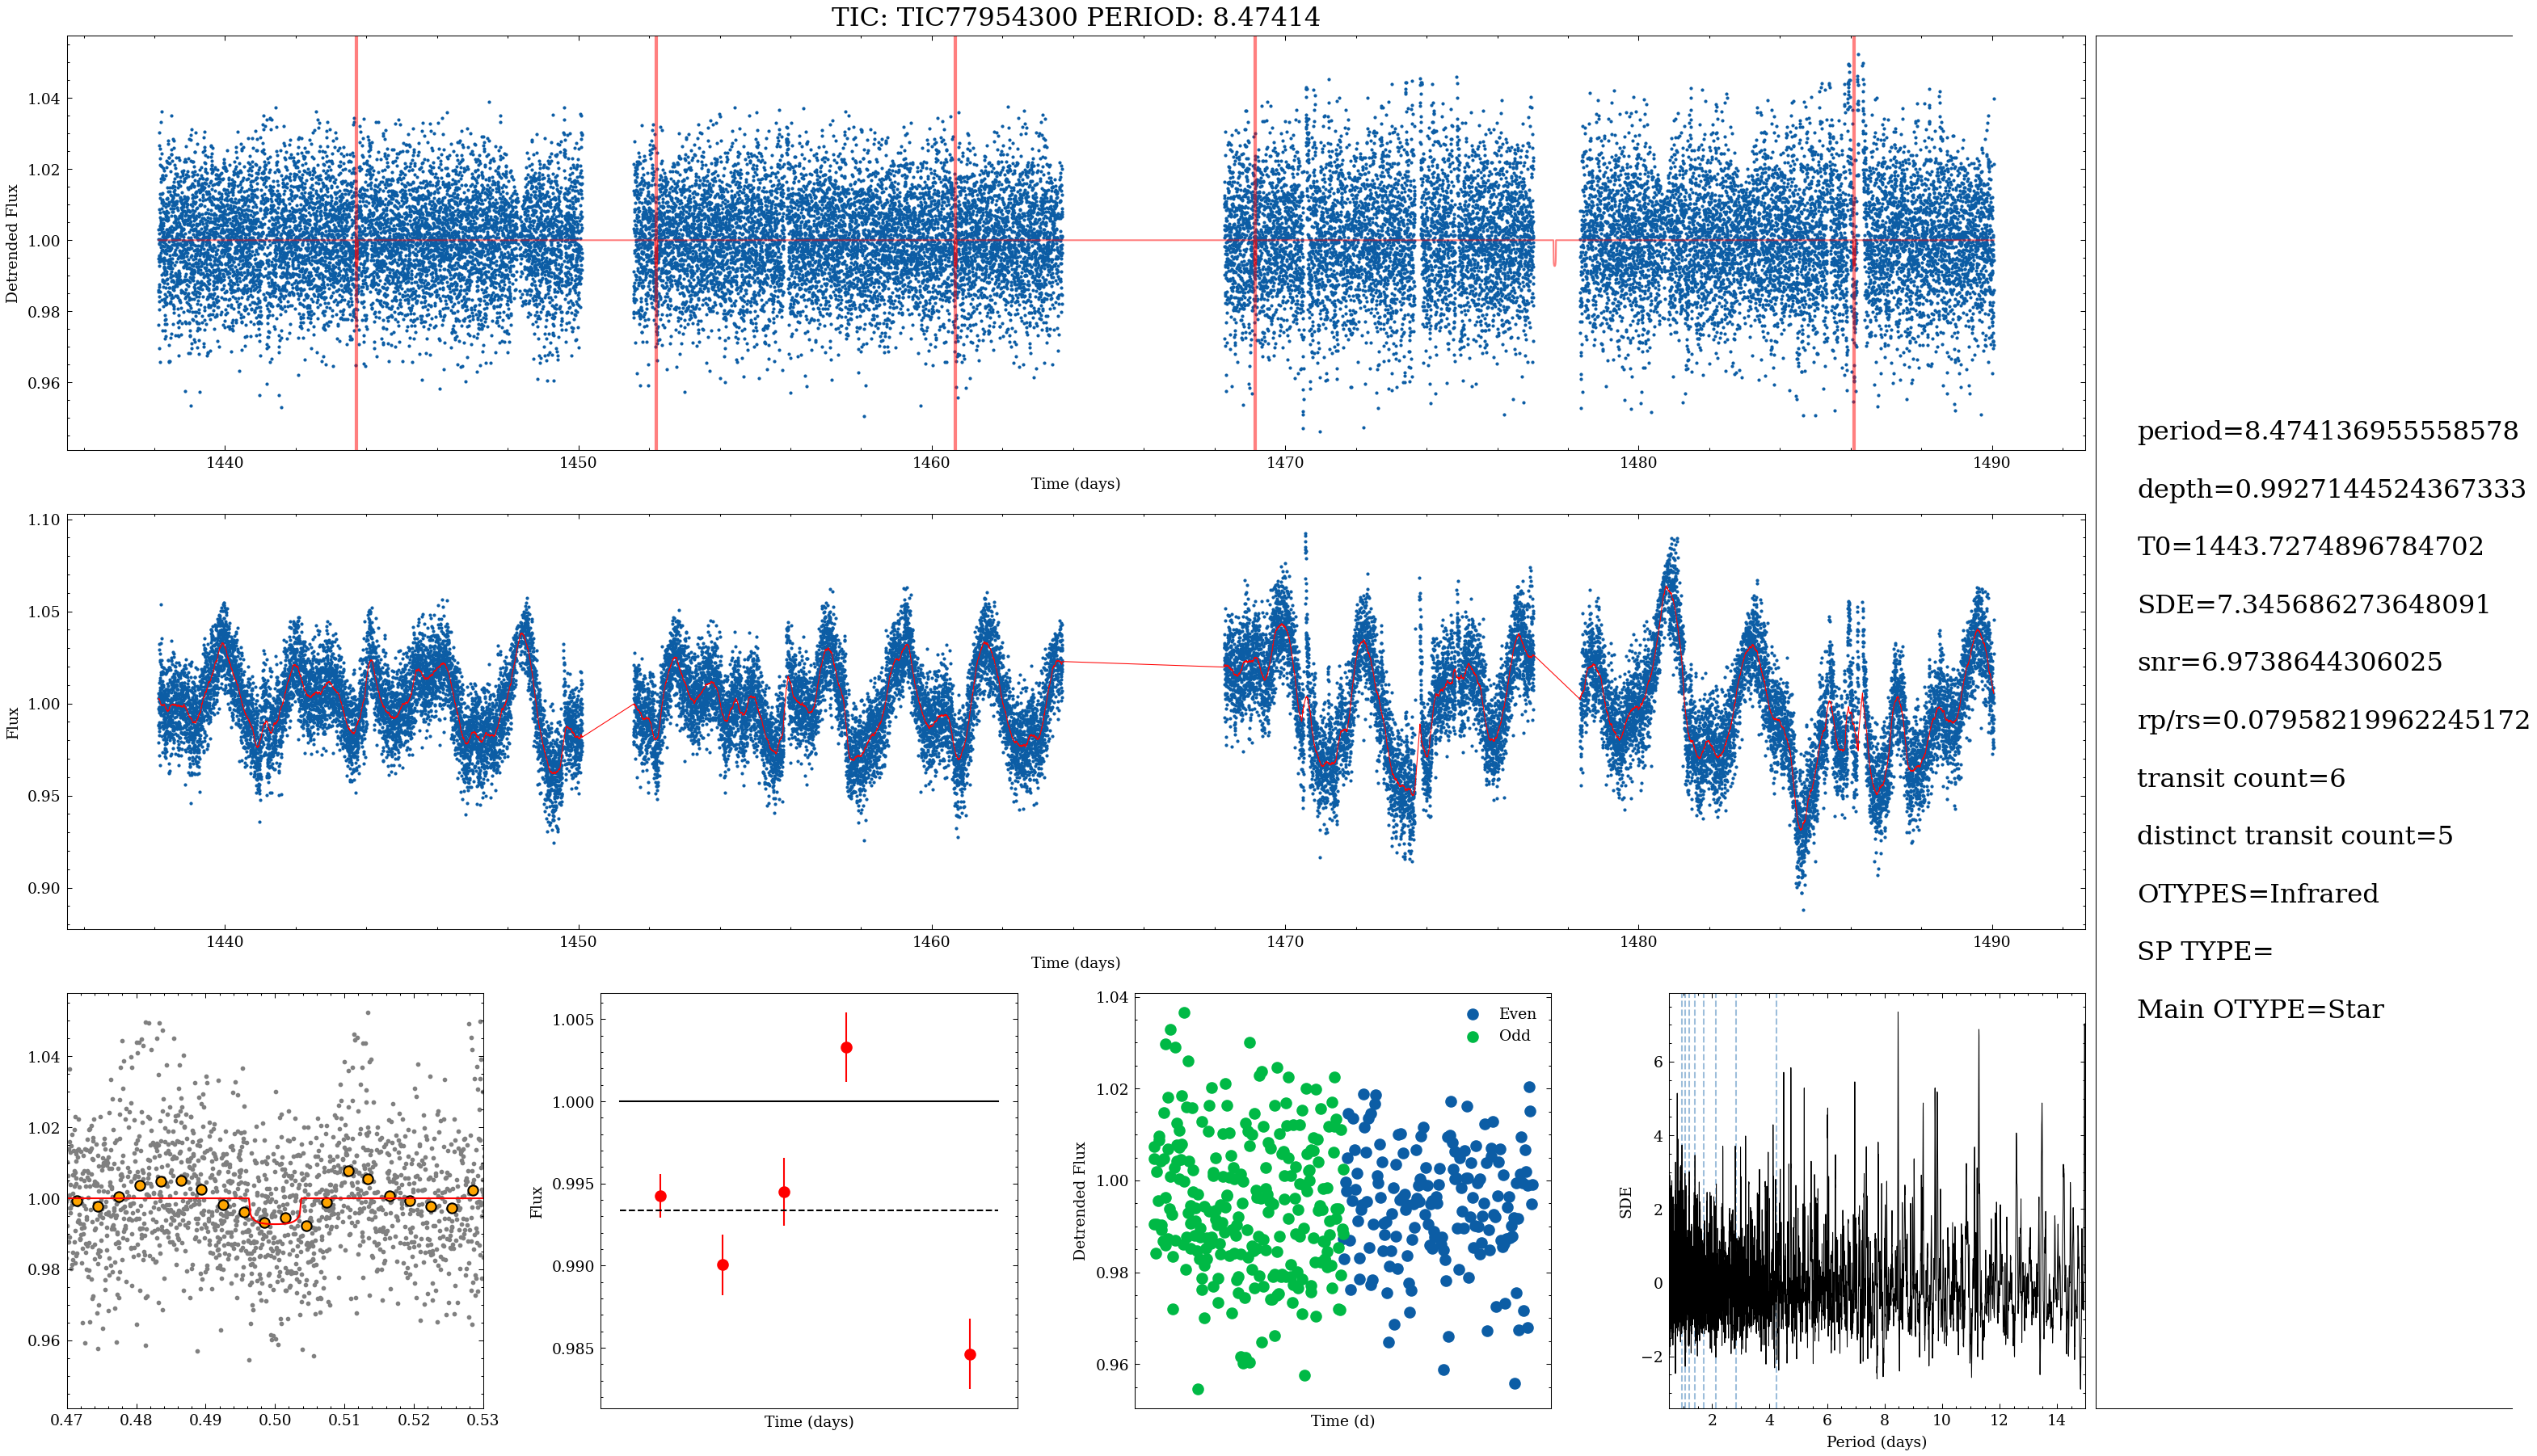 TIC: TIC77954300 PERIOD: 8.47414
Detrended Flux
1.04
1.02
1.00
0.98
0.96
1440 1450 1460 1470 1480 1490
Time (days)
Flux
1.10
1.05
1.00
0.95
0.90
1440 1450 1460 1470 1480 1490
Time (days)
1.04
1.02
1.00
0.98
0.96
0.47 0.48 0.49 0.50 0.51 0.52 0.53
Flux
1.005
1.000
0.995
0.990
0.985
Time (days)
Detrended Flux
1.04
1.02
1.00
0.98
0.96
Even
Odd
Time (d)
SDE
6
4
2
0
−2
2 4 6 8 10 12 14
Period (days)
period=8.474136955558578
depth=0.9927144524367333
T0=1443.7274896784702
SDE=7.345686273648091
snr=6.9738644306025
rp/rs=0.07958219962245172
transit count=6
distinct transit count=5
OTYPES=Infrared
SP TYPE=
Main OTYPE=Star